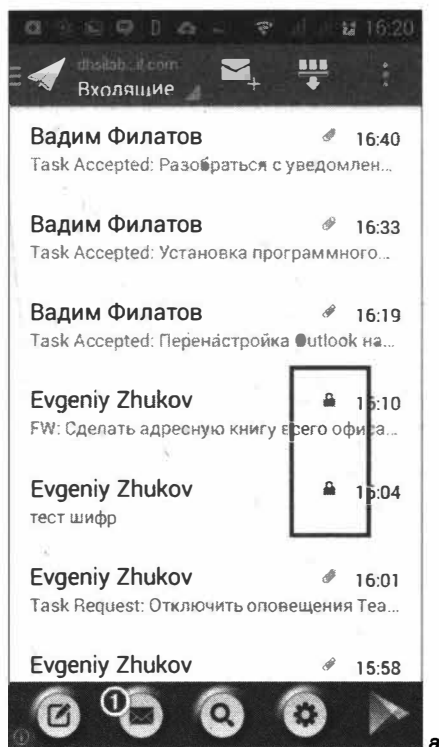 16:20
Входящие
Вадим Филатов 16:40
Task Accepted: Разобраться с уведомлен...
Вадим Филатов 16:33
Task Accepted: Установка программного...
Вадим Филатов 16:19
Task Accepted: Перенастройка Outlook на...
Evgeniy Zhukov 16:10
FW: Сделать адресную книгу всего офиса...
Evgeniy Zhukov 16:04
тест шифр
Evgeniy Zhukov 16:01
Task Request: Отключить оповещения Tea...
Evgeniy Zhukov 15:58
1
а